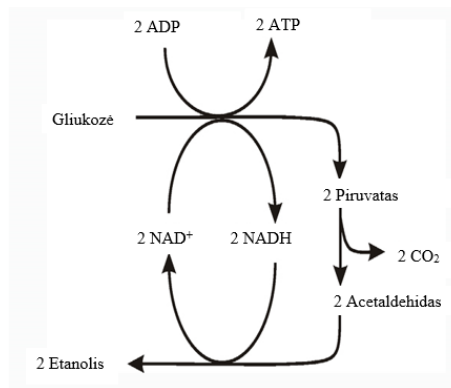 2 ADP
2 ATP
Gliukozė
2 Piruvatas
2 NAD⁺
2 NADH
2 CO₂
2 Acetaldehidas
2 Etanolis